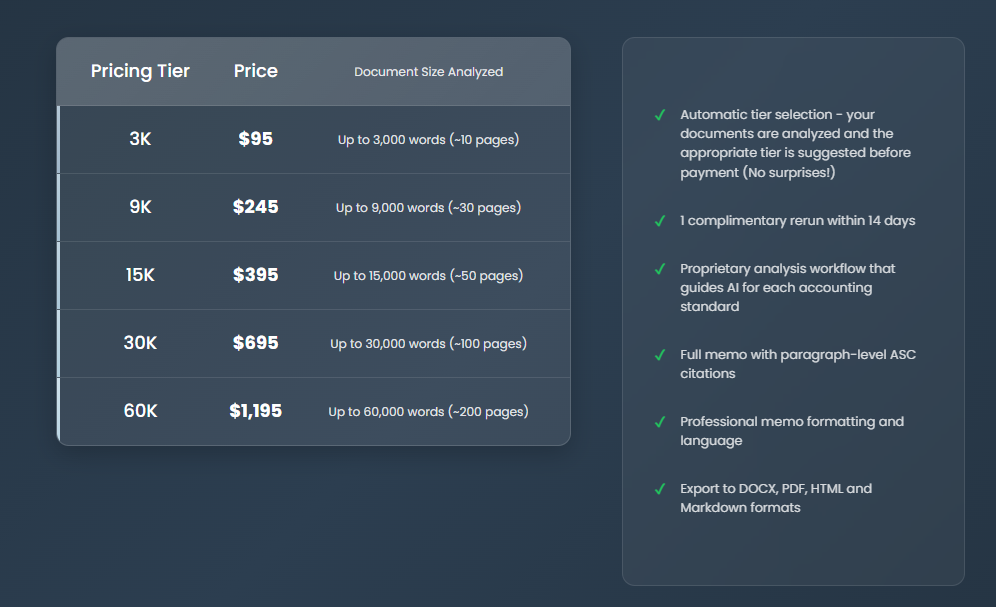 Pricing Tier Price Document Size Analyzed
3K $95 Up to 3,000 words (~10 pages)
9K $245 Up to 9,000 words (~30 pages)
15K $395 Up to 15,000 words (~50 pages)
30K $695 Up to 30,000 words (~100 pages)
60K $1,195 Up to 60,000 words (~200 pages)
✓ Automatic tier selection - your
documents are analyzed and the
appropriate tier is suggested before
payment (No surprises!)
✓ 1 complimentary rerun within 14 days
✓ Proprietary analysis workflow that
guides AI for each accounting
standard
✓ Full memo with paragraph-level ASC
citations
✓ Professional memo formatting and
language
✓ Export to DOCX, PDF, HTML and
Markdown formats